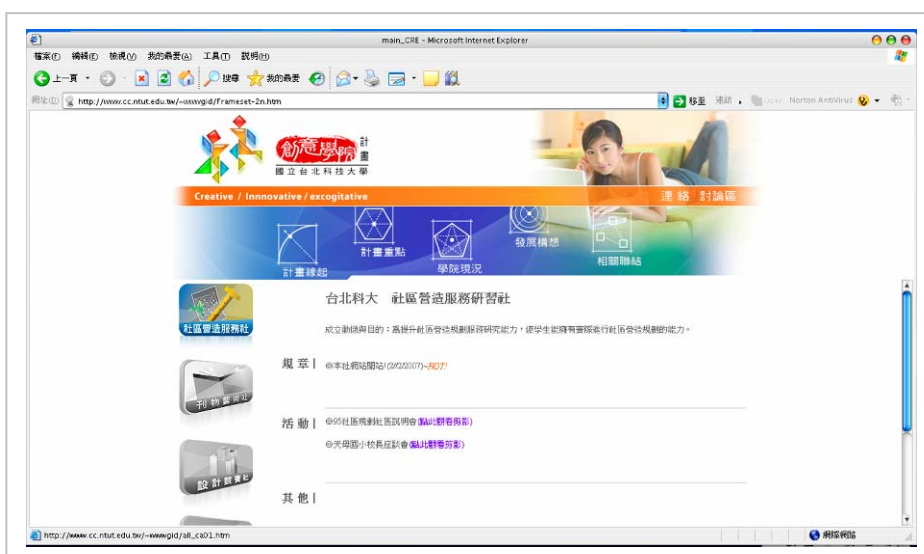 main_CRE - Microsoft Internet Explorer
檔案(F) 編輯(E) 檢視(V) 我的最愛(A) 工具(T) 說明(H)
上一頁 搜尋 我的最愛
網址(D) http://www.cc.ntut.edu.tw/~wwwgid/frameset-2n.htm 移至 連結 Norton AntiVirus
創意學院 計畫
國立台北科技大學
Creative / Innnovative / excogitative 連絡 / 討論區
計畫緣起 計畫重點 學院現況 發展構想 相關聯結
社區營造服務社
台北科大 社區營造服務研習社
成立動機與目的：為提升社區營造規劃服務研究能力，使學生能擁有實際進行社區營造規劃的能力。
刊物藝術社
規 章 | ◎本社網站開站!(2/2/2007)~HOT!
活 動 | ◎95社區規劃社區說明會(點此觀看剪影)
◎天母國小校長座談會(點此觀看剪影)
設計競賽社
其 他 |
http://www.cc.ntut.edu.tw/~wwwgid/all_ca01.htm 網際網路